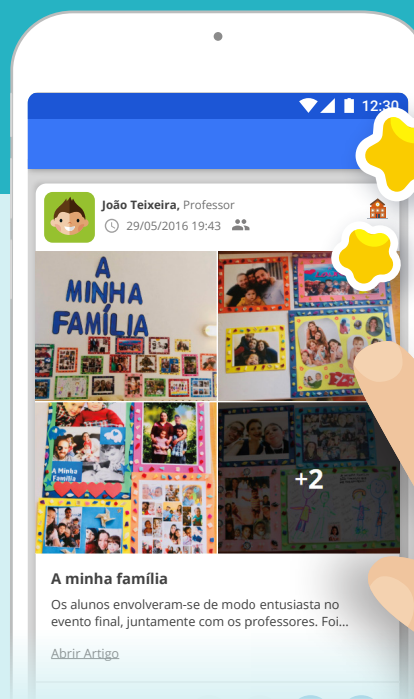 12:30
João Teixeira, Professor
29/05/2016 19:43
A
MINHA
FAMÍLIA
A Minha
Família
+2
A minha família
Os alunos envolveram-se de modo entusiasta no
evento final, juntamente com os professores. Foi...
Abrir Artigo